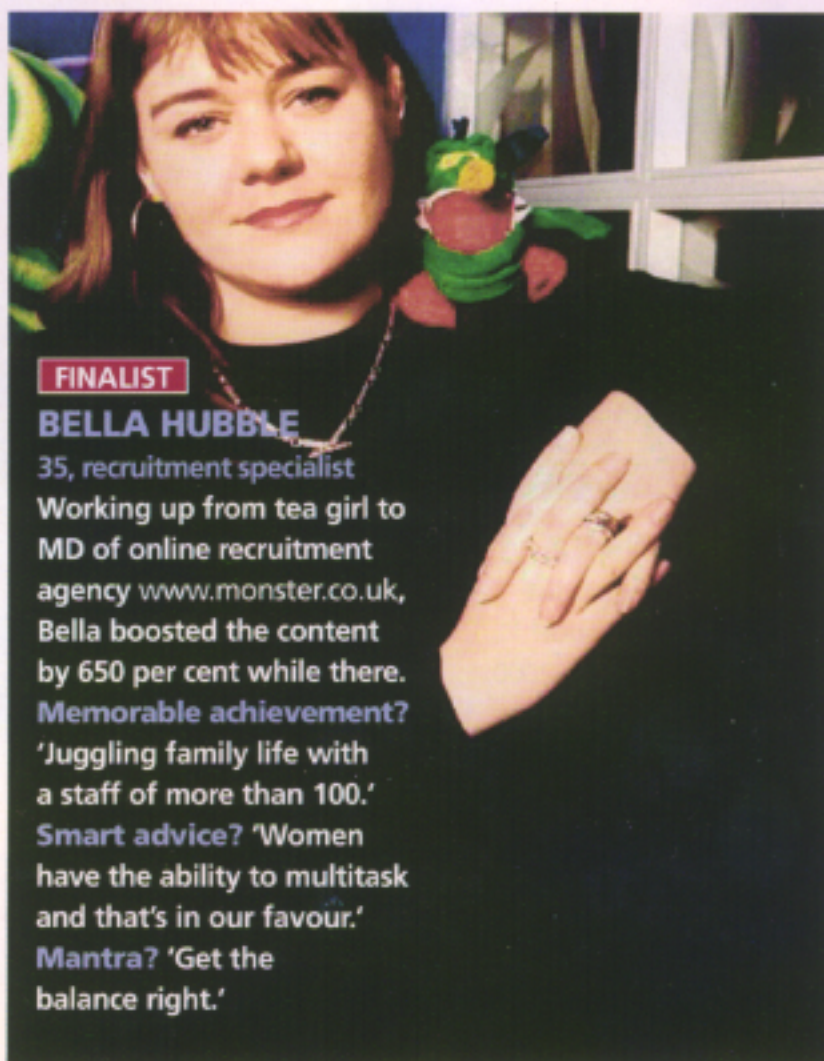 FINALIST
BELLA HUBBLE
35, recruitment specialist
Working up from tea girl to
MD of online recruitment
agency www.monster.co.uk,
Bella boosted the content
by 650 per cent while there.
Memorable achievement?
'Juggling family life with
a staff of more than 100.'
Smart advice? 'Women
have the ability to multitask
and that's in our favour.'
Mantra? 'Get the
balance right.'